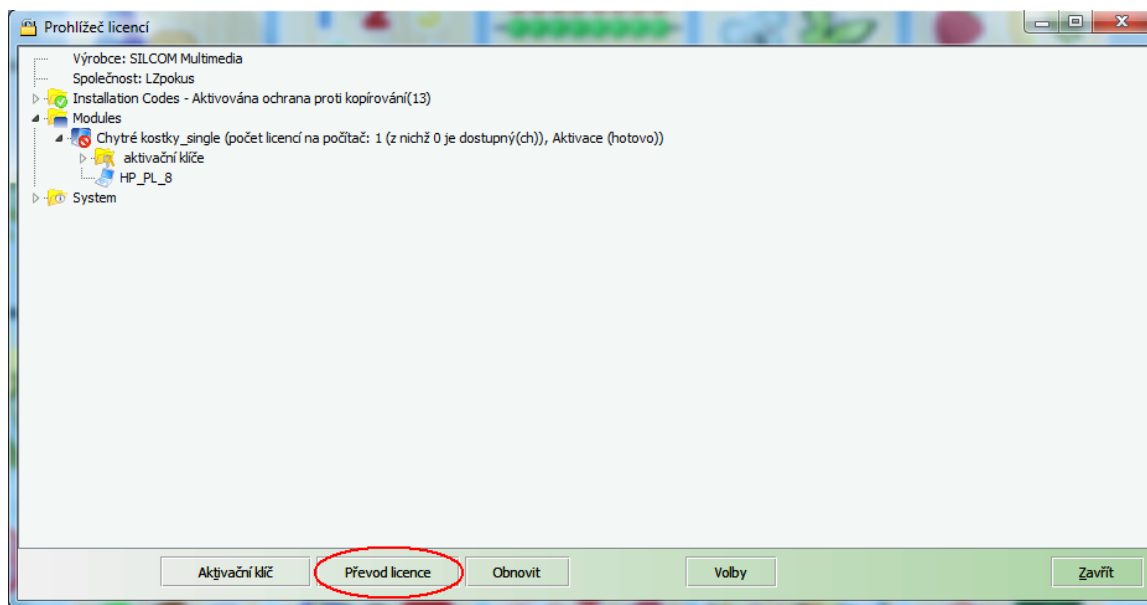 Prohlížeč licencí
Výrobce: SILCOM Multimedia
Společnost: LZpokus
Installation Codes - Aktivována ochrana proti kopírování(13)
Modules
Chytré kostky_single (počet licencí na počítač: 1 (z nichž 0 je dostupný(ch)), Aktivace (hotovo))
aktivační klíče
HP_PL_8
System
Aktivační klíč Převod licence Obnovit Volby Zavřít